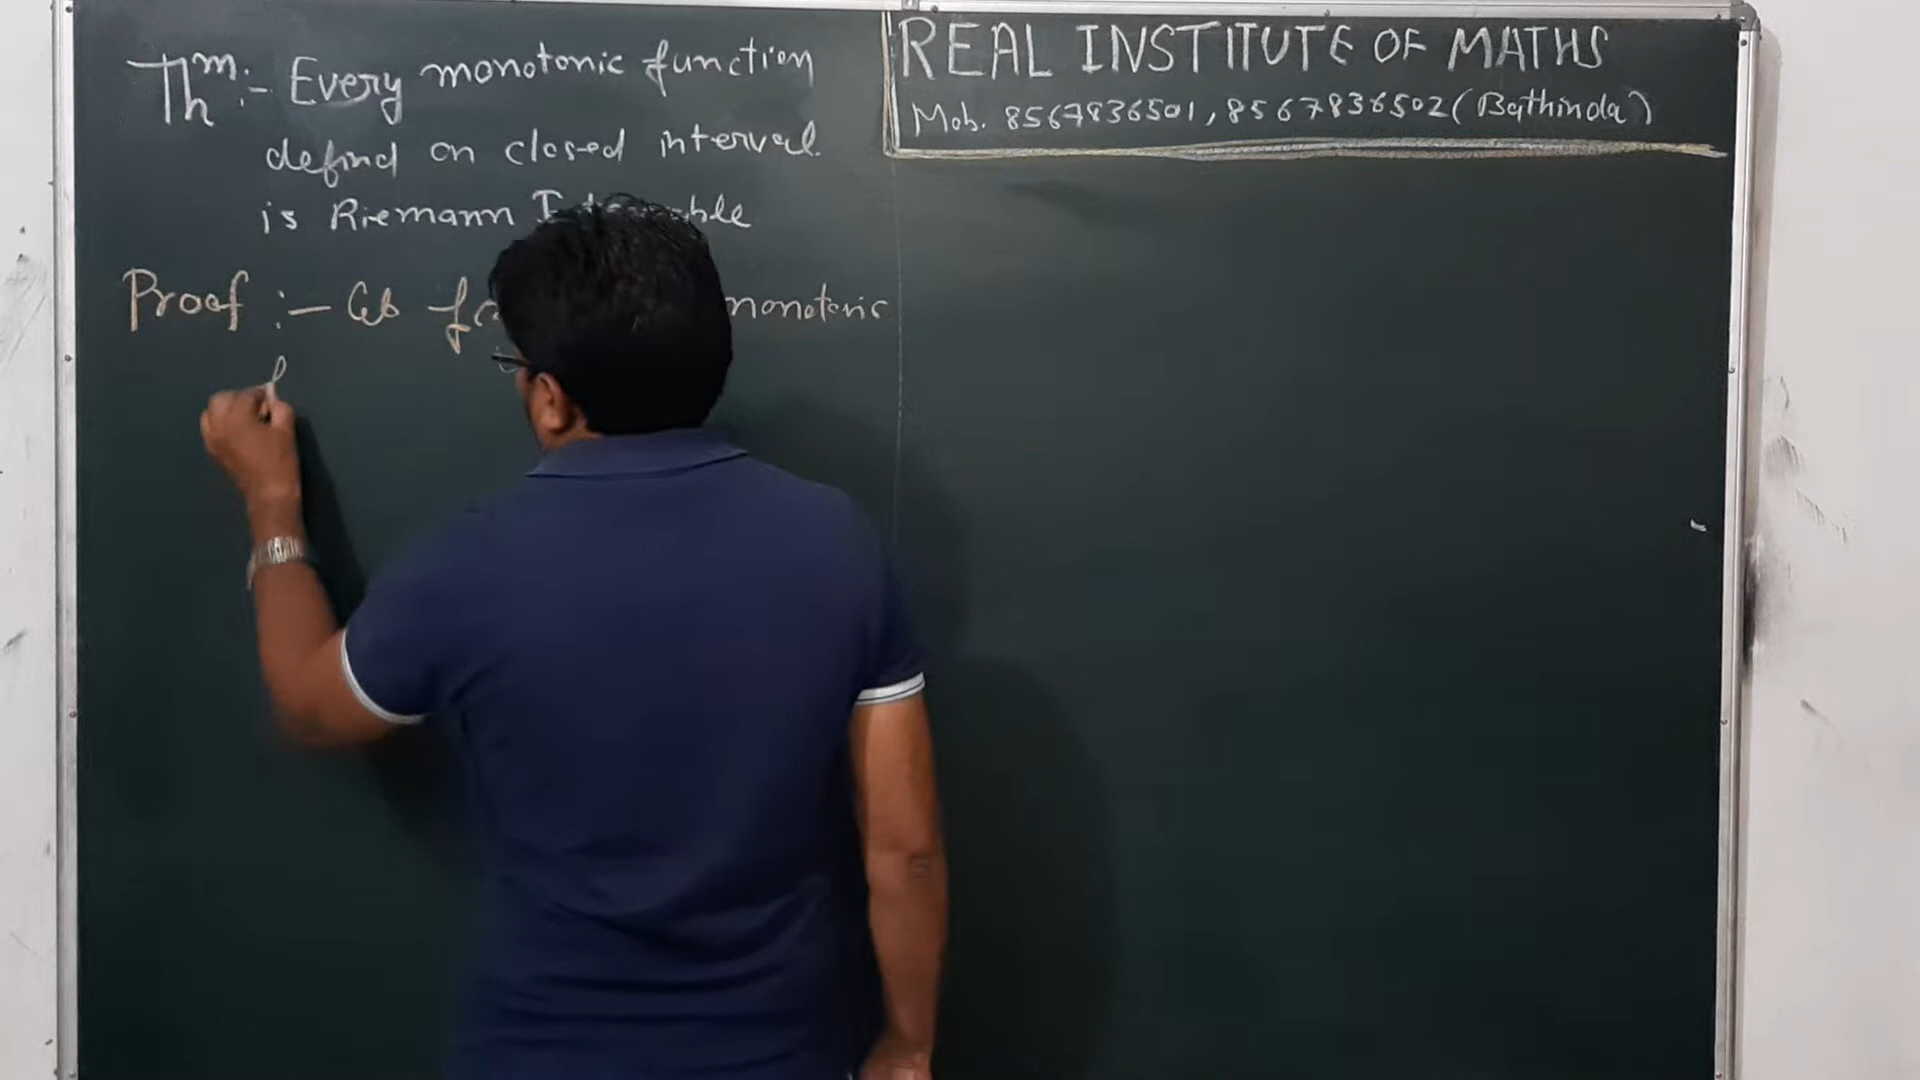 Thm :- Every monotonic function
defind on closed interval
is Riemann
Proof :- monotonic
REAL INSTITUTE OF MATHS
Mob. 8567836501, 8567836502 (Bathinda)